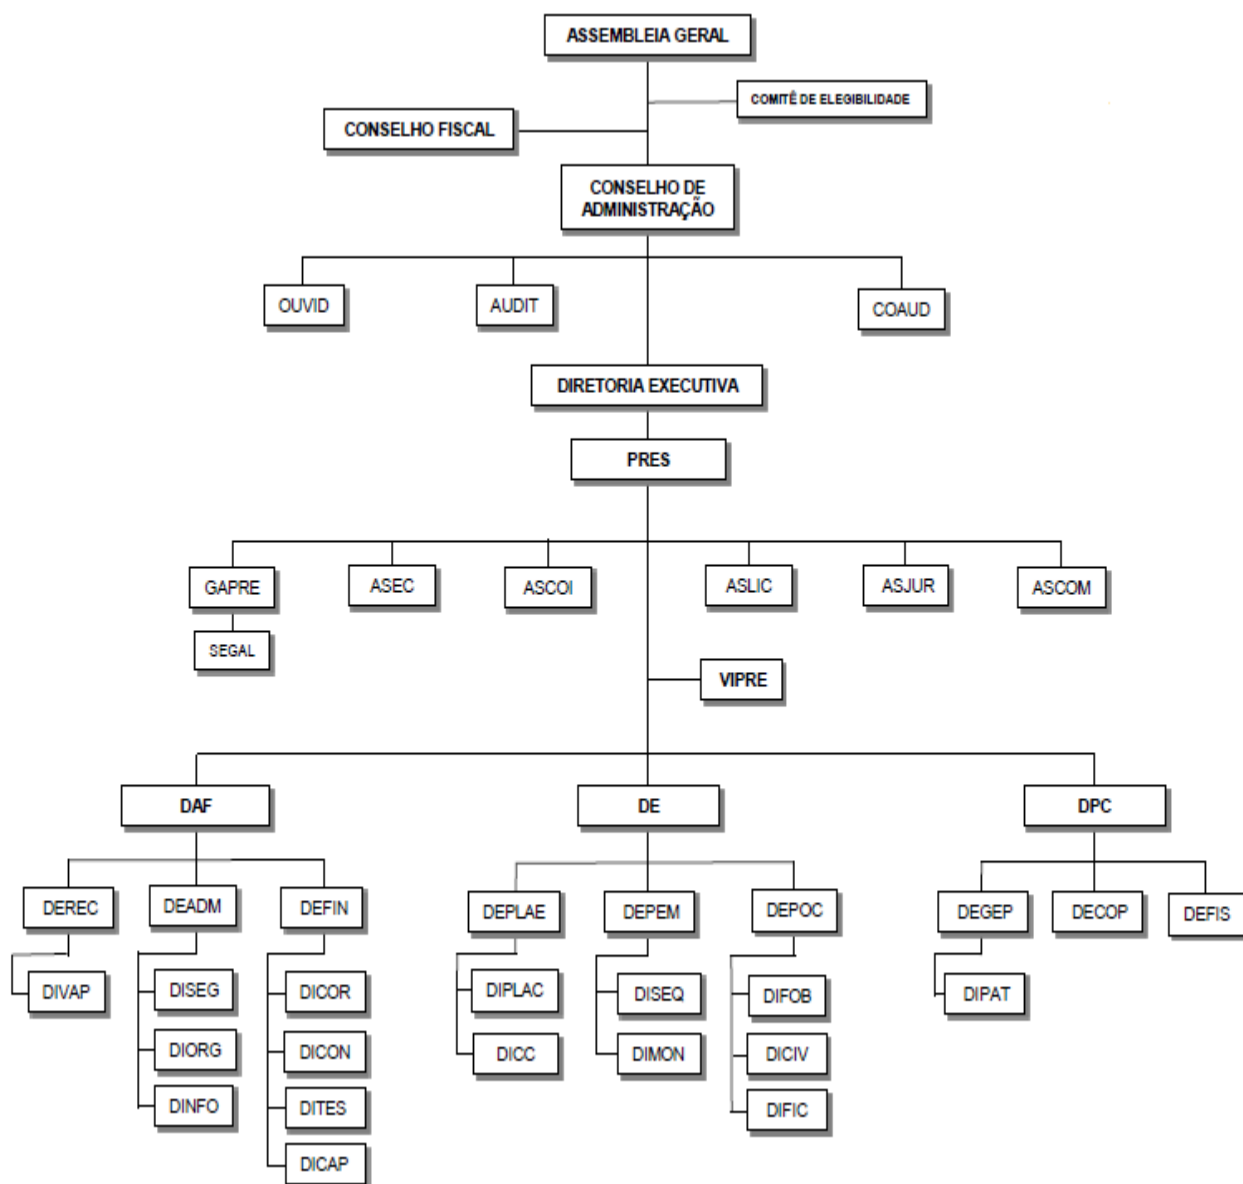 ASSEMBLEIA GERAL
COMITÊ DE ELEGIBILIDADE
CONSELHO FISCAL
CONSELHO DE
ADMINISTRAÇÃO
OUVID
AUDIT
COAUD
DIRETORIA EXECUTIVA
PRES
GAPRE
ASEC
ASCOI
ASLIC
ASJUR
ASCOM
SEGAL
VIPRE
DAF
DE
DPC
DEREC
DEADM
DEFIN
DEPLAE
DEPEM
DEPOC
DEGEP
DECOP
DEFIS
DIVAP
DISEG
DICOR
DIPLAC
DISEQ
DIFOB
DIPAT
DIORG
DICON
DICC
DIMON
DICIV
DINFO
DITES
DIFIC
DICAP